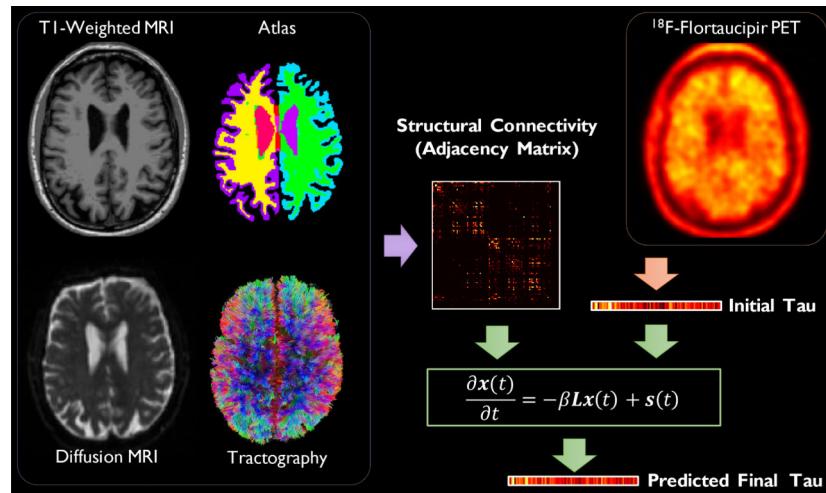 T1-Weighted MRI
Atlas
Diffusion MRI
Tractography
Structural Connectivity
(Adjacency Matrix)
¹⁸F-Flortaucipir PET
Initial Tau
∂𝒙(t)/∂t = −β𝑳𝒙(t) + 𝒔(t)
Predicted Final Tau